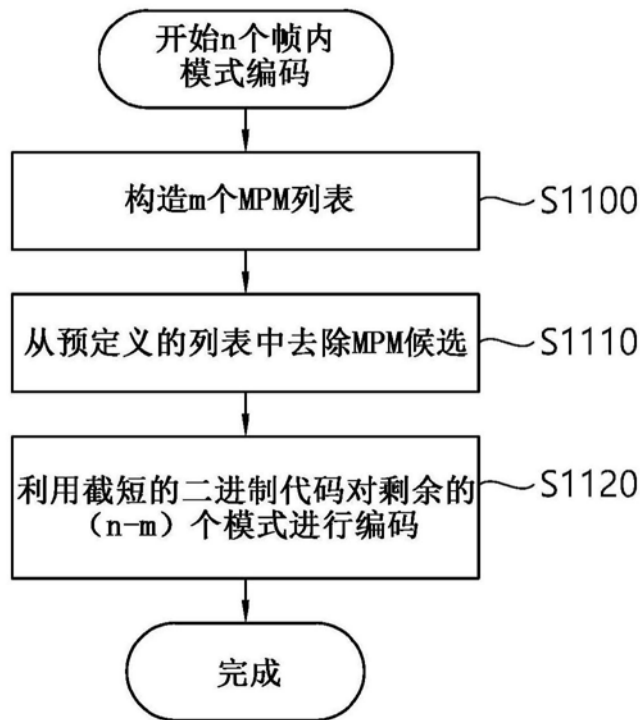 开始n个帧内
模式编码
构造m个MPM列表
S1100
从预定义的列表中去除MPM候选
S1110
利用截短的二进制代码对剩余的
（n-m）个模式进行编码
S1120
完成